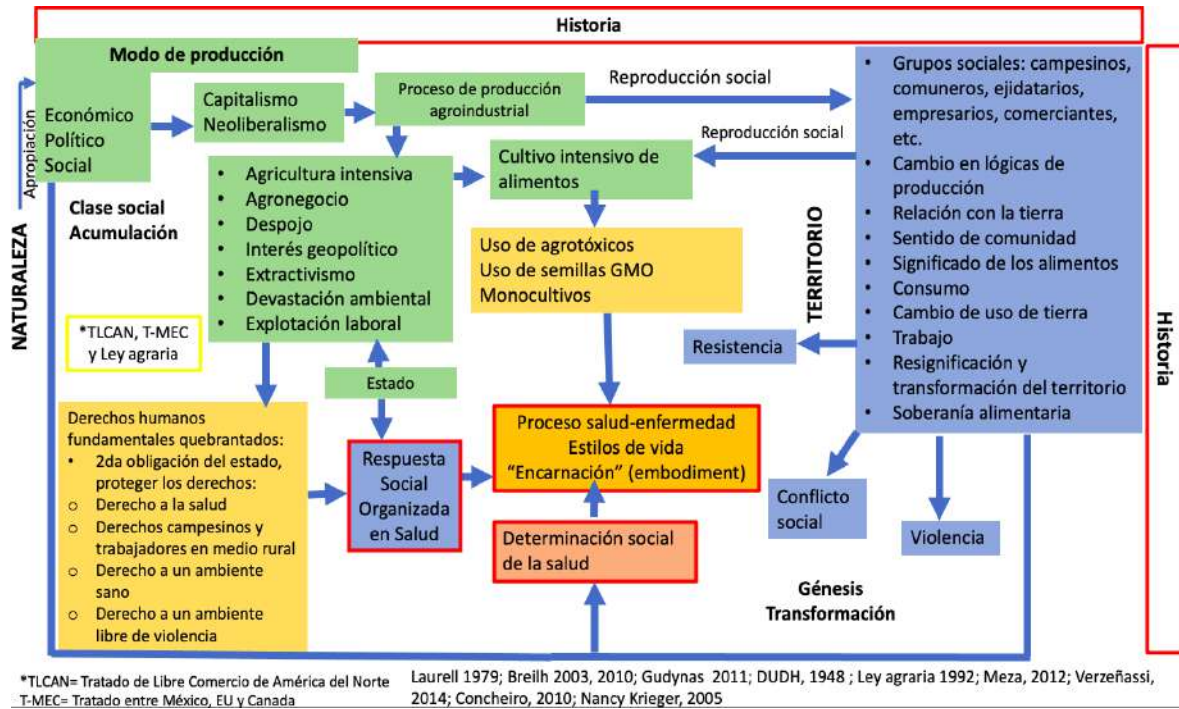 Historia
Modo de producción
Económico
Político
Social
Apropiación
NATURALEZA
Capitalismo
Neoliberalismo
Proceso de producción
agroindustrial
Reproducción social
Reproducción social
Clase social
Acumulación
• Agricultura intensiva
• Agronegocio
• Despojo
• Interés geopolítico
• Extractivismo
• Devastación ambiental
• Explotación laboral
Cultivo intensivo de
alimentos
Uso de agrotóxicos
Uso de semillas GMO
Monocultivos
TERRITORIO
• Grupos sociales: campesinos,
comuneros, ejidatarios,
empresarios, comerciantes,
etc.
• Cambio en lógicas de
producción
• Relación con la tierra
• Sentido de comunidad
• Significado de los alimentos
• Consumo
• Cambio de uso de tierra
• Trabajo
• Resignificación y
transformación del territorio
• Soberanía alimentaria
Historia
*TLCAN, T-MEC
y Ley agraria
Estado
Resistencia
Derechos humanos
fundamentales quebrantados:
• 2da obligación del estado,
proteger los derechos:
o Derecho a la salud
o Derechos campesinos y
trabajadores en medio rural
o Derecho a un ambiente
sano
o Derecho a un ambiente
libre de violencia
Respuesta
Social
Organizada
en Salud
Proceso salud-enfermedad
Estilos de vida
“Encarnación” (embodiment)
Determinación social
de la salud
Conflicto
social
Violencia
Génesis
Transformación
*TLCAN= Tratado de Libre Comercio de América del Norte
T-MEC= Tratado entre México, EU y Canada
Laurell 1979; Breilh 2003, 2010; Gudynas 2011; DUDH, 1948 ; Ley agraria 1992; Meza, 2012; Verzeñassi,
2014; Concheiro, 2010; Nancy Krieger, 2005